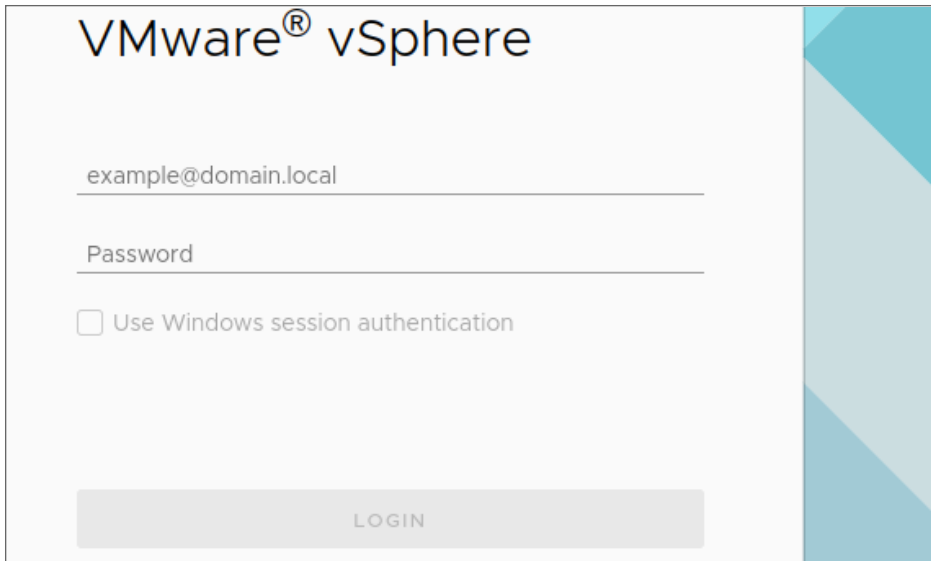 VMware® vSphere
example@domain.local
Password
Use Windows session authentication
LOGIN